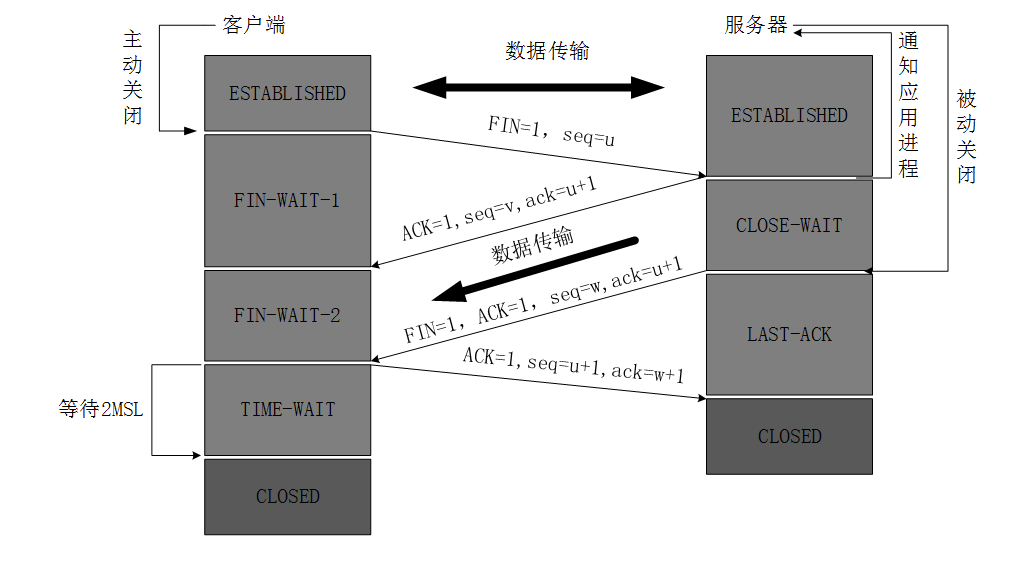 客户端
服务器
主动关闭
数据传输
通知应用进程
被动关闭
ESTABLISHED
ESTABLISHED
FIN=1, seq=u
FIN-WAIT-1
ACK=1,seq=v,ack=u+1
CLOSE-WAIT
数据传输
FIN-WAIT-2
FIN=1, ACK=1, seq=w,ack=u+1
LAST-ACK
ACK=1,seq=u+1,ack=w+1
等待2MSL
TIME-WAIT
CLOSED
CLOSED